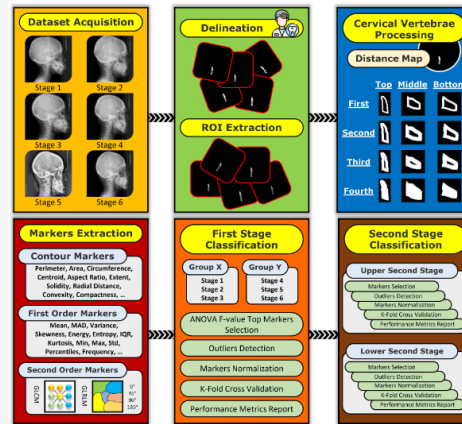 Dataset Acquisition
Stage 1
Stage 2
Stage 3
Stage 4
Stage 5
Stage 6
Delineation
ROI Extraction
Cervical Vertebrae
Processing
Distance Map
Top Middle Bottom
First
Second
Third
Fourth
Markers Extraction
Contour Markers
Perimeter, Area, Circumference,
Centroid, Aspect Ratio, Extent,
Solidity, Radial Distance,
Convexity, Compactness, ...
First Order Markers
Mean, MAD, Variance,
Skewness, Energy, Entropy, IQR,
Kurtosis, Min, Max, Std,
Percentiles, Frequency, ...
Second Order Markers
GLCM
GLRLM
0°
45°
90°
135°
First Stage
Classification
Group X
Stage 1
Stage 2
Stage 3
Group Y
Stage 4
Stage 5
Stage 6
ANOVA F-value Top Markers
Selection
Outliers Detection
Markers Normalization
K-Fold Cross Validation
Performance Metrics Report
Second Stage
Classification
Upper Second Stage
Markers Selection
Outliers Detection
Markers Normalization
K-Fold Cross Validation
Performance Metrics Report
Lower Second Stage
Markers Selection
Outliers Detection
Markers Normalization
K-Fold Cross Validation
Performance Metrics Report